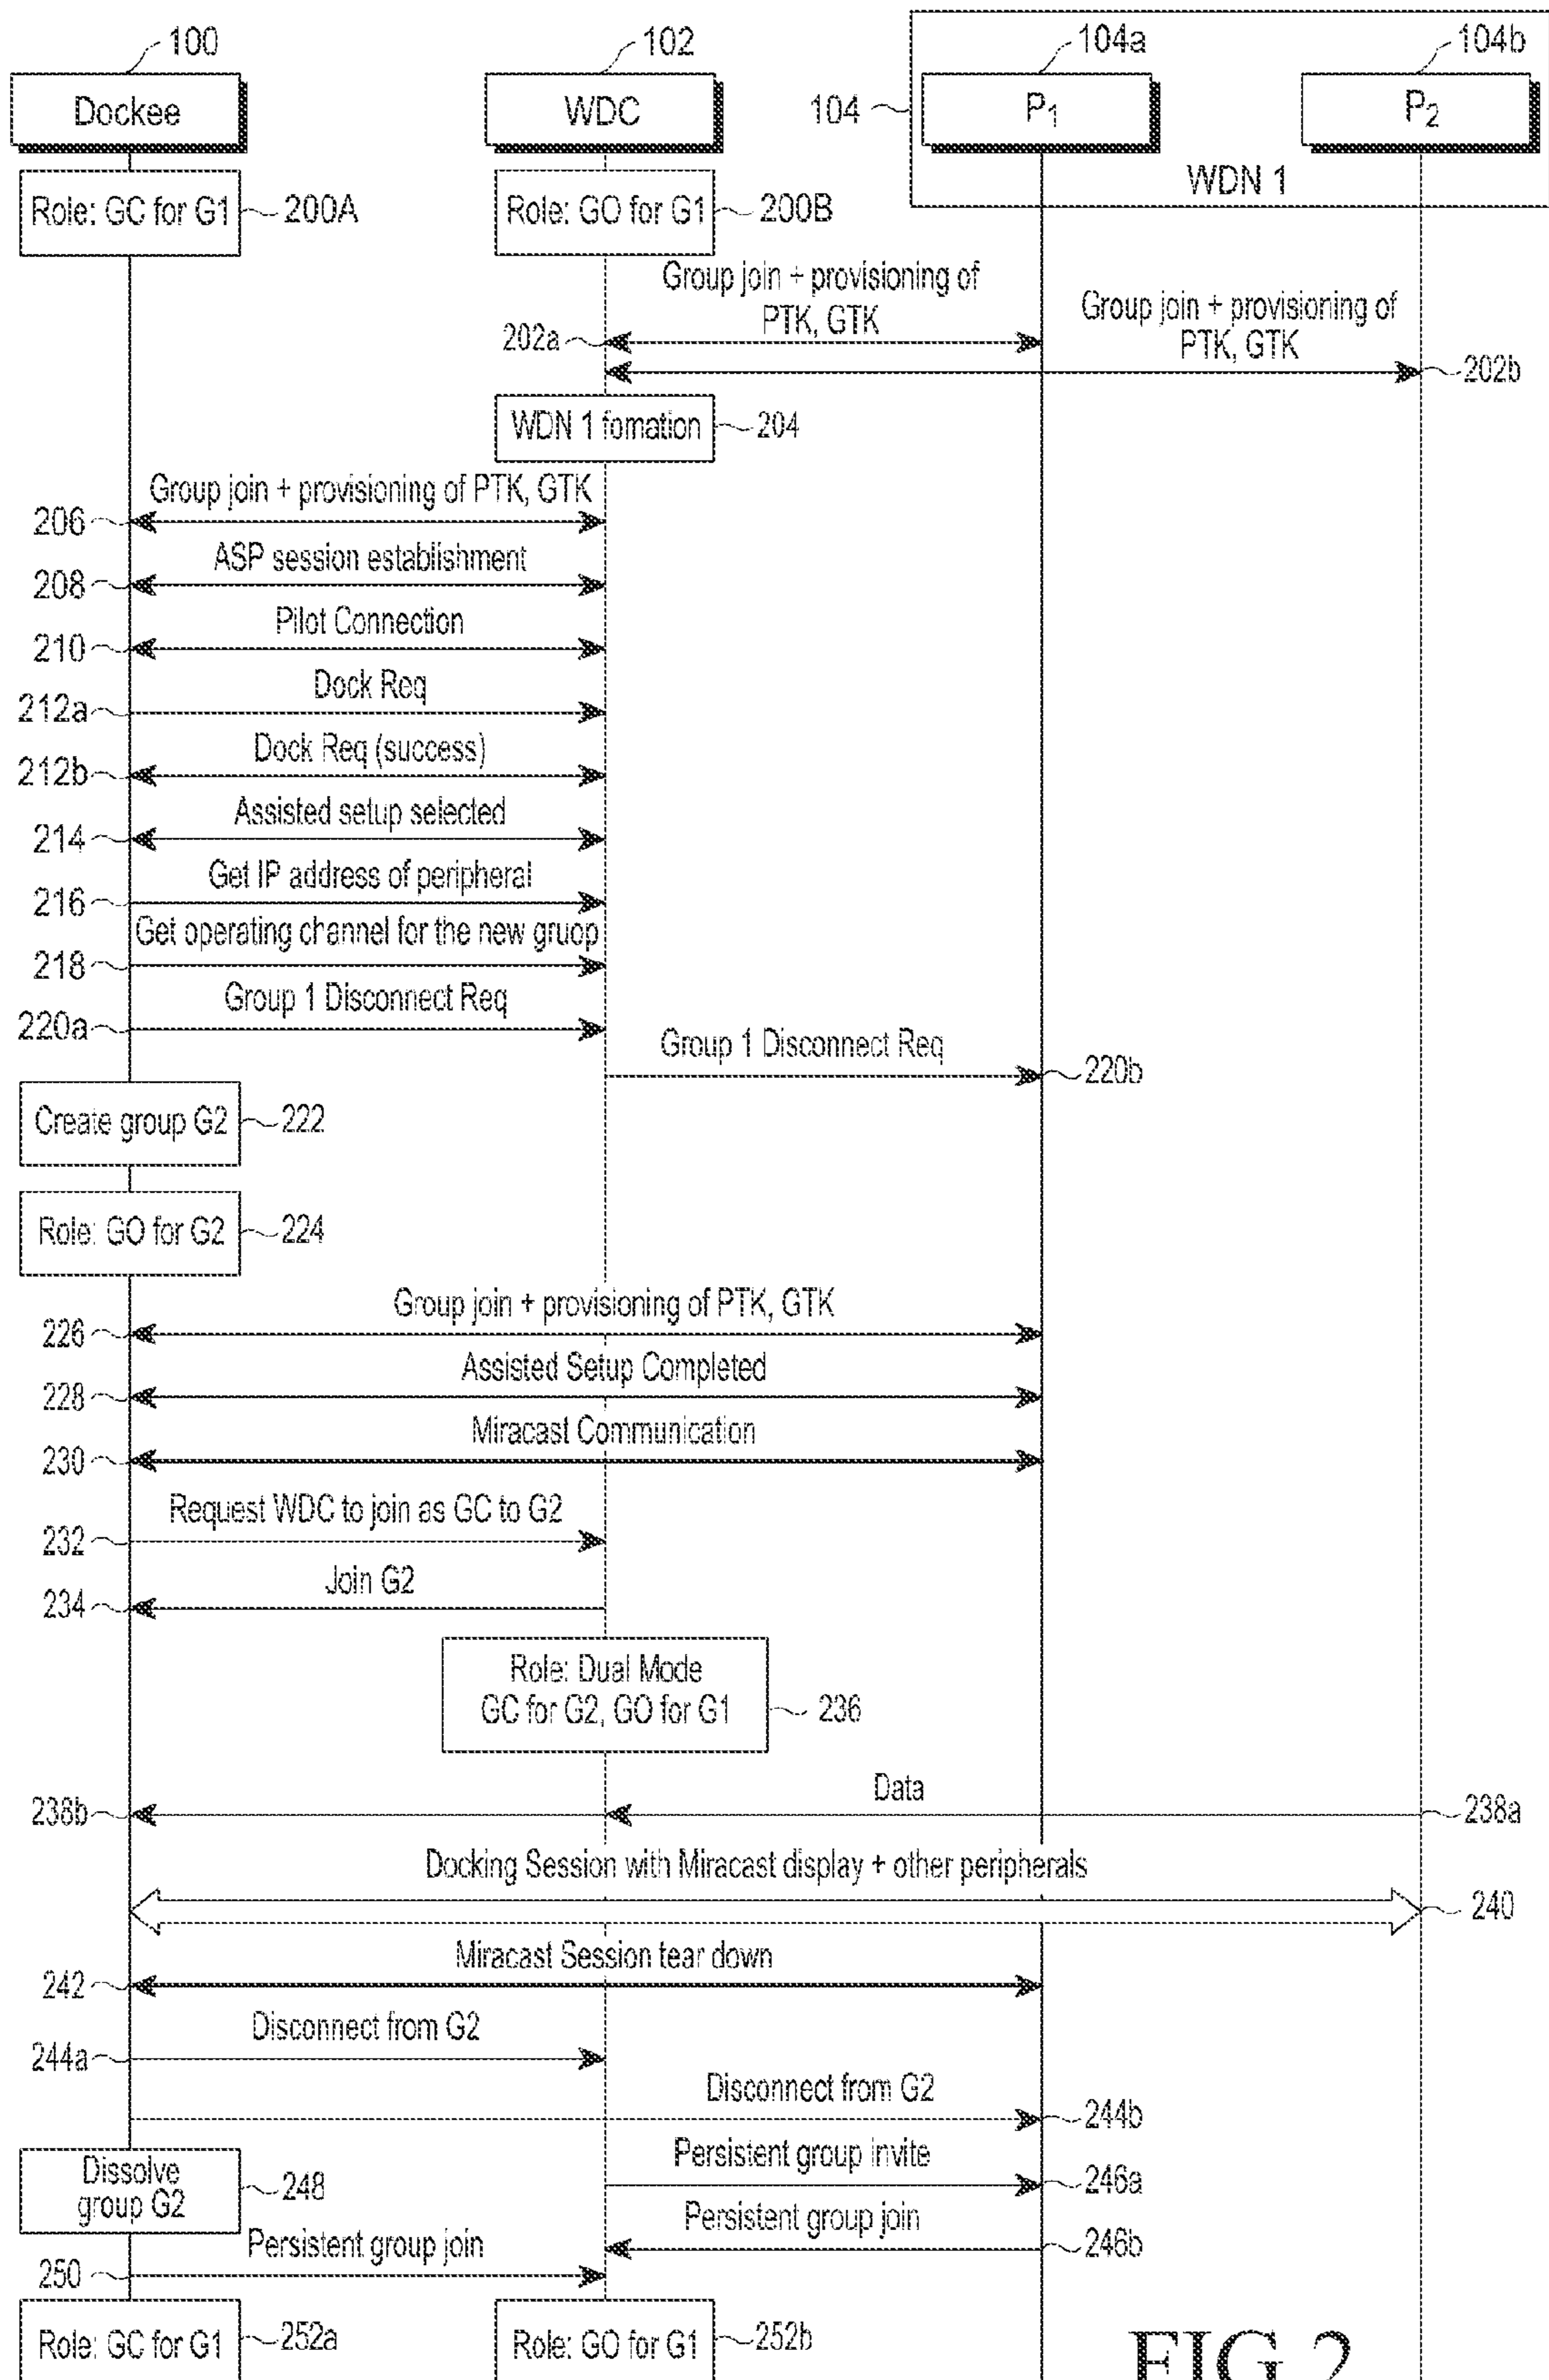 100
102
104a
104b
Dockee
WDC
104
P1
P2
WDN 1
Role: GC for G1
200A
Role: GO for G1
200B
Group join + provisioning of
PTK, GTK
Group join + provisioning of
PTK, GTK
202a
202b
WDN 1 fomation
204
Group join + provisioning of PTK, GTK
206
ASP session establishment
208
Pilot Connection
210
Dock Req
212a
Dock Req (success)
212b
Assisted setup selected
214
Get IP address of peripheral
216
Get operating channel for the new gruop
218
Group 1 Disconnect Req
220a
Group 1 Disconnect Req
220b
Create group G2
222
Role: GO for G2
224
Group join + provisioning of PTK, GTK
226
Assisted Setup Completed
228
Miracast Communication
230
Request WDC to join as GC to G2
232
Join G2
234
Role: Dual Mode
GC for G2, GO for G1
236
Data
238b
238a
Docking Session with Miracast display + other peripherals
240
Miracast Session tear down
242
Disconnect from G2
244a
Disconnect from G2
244b
Persistent group invite
246a
Dissolve
group G2
248
Persistent group join
246b
Persistent group join
250
Role: GC for G1
252a
Role: GO for G1
252b
FIG.2